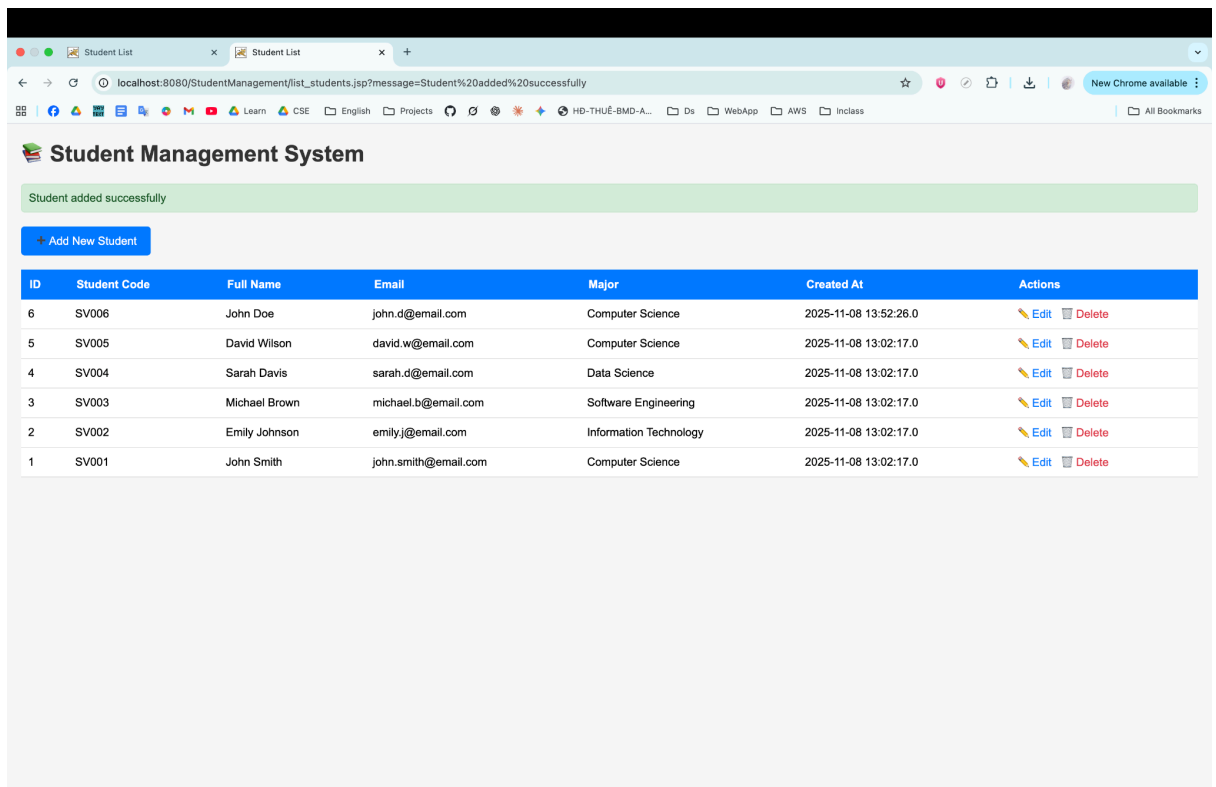 Student List
Student List
localhost:8080/StudentManagement/list_students.jsp?message=Student%20added%20successfully
New Chrome available
Learn CSE English Projects HĐ-THUÊ-BMD-A... Ds WebApp AWS Inclass All Bookmarks
Student Management System
Student added successfully
Add New Student
ID Student Code Full Name Email Major Created At Actions
6 SV006 John Doe john.d@email.com Computer Science 2025-11-08 13:52:26.0 Edit Delete
5 SV005 David Wilson david.w@email.com Computer Science 2025-11-08 13:02:17.0 Edit Delete
4 SV004 Sarah Davis sarah.d@email.com Data Science 2025-11-08 13:02:17.0 Edit Delete
3 SV003 Michael Brown michael.b@email.com Software Engineering 2025-11-08 13:02:17.0 Edit Delete
2 SV002 Emily Johnson emily.j@email.com Information Technology 2025-11-08 13:02:17.0 Edit Delete
1 SV001 John Smith john.smith@email.com Computer Science 2025-11-08 13:02:17.0 Edit Delete